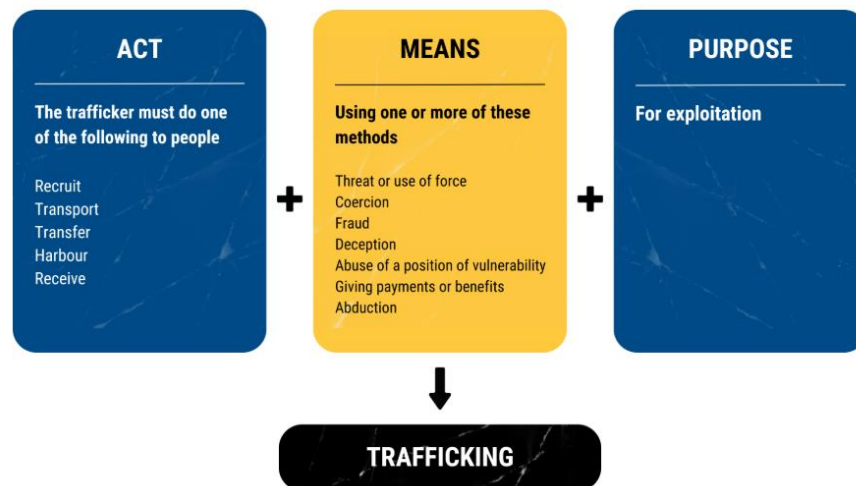 ACT
The trafficker must do one
of the following to people
Recruit
Transport
Transfer
Harbour
Receive
+
MEANS
Using one or more of these
methods
Threat or use of force
Coercion
Fraud
Deception
Abuse of a position of vulnerability
Giving payments or benefits
Abduction
+
PURPOSE
For exploitation
TRAFFICKING